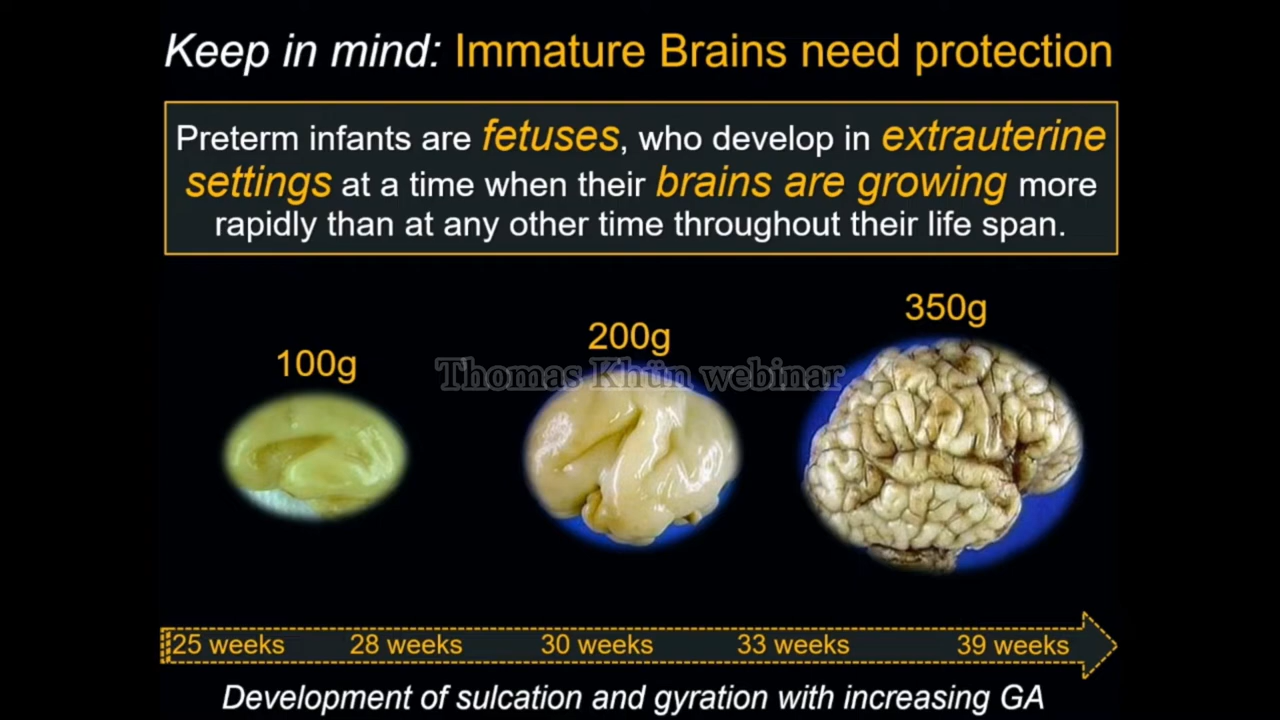 Keep in mind: Immature Brains need protection
Preterm infants are fetuses, who develop in extrauterine
settings at a time when their brains are growing more
rapidly than at any other time throughout their life span.
350g
200g
100g
Thomas Khün webinar
25 weeks 28 weeks 30 weeks 33 weeks 39 weeks
Development of sulcation and gyration with increasing GA